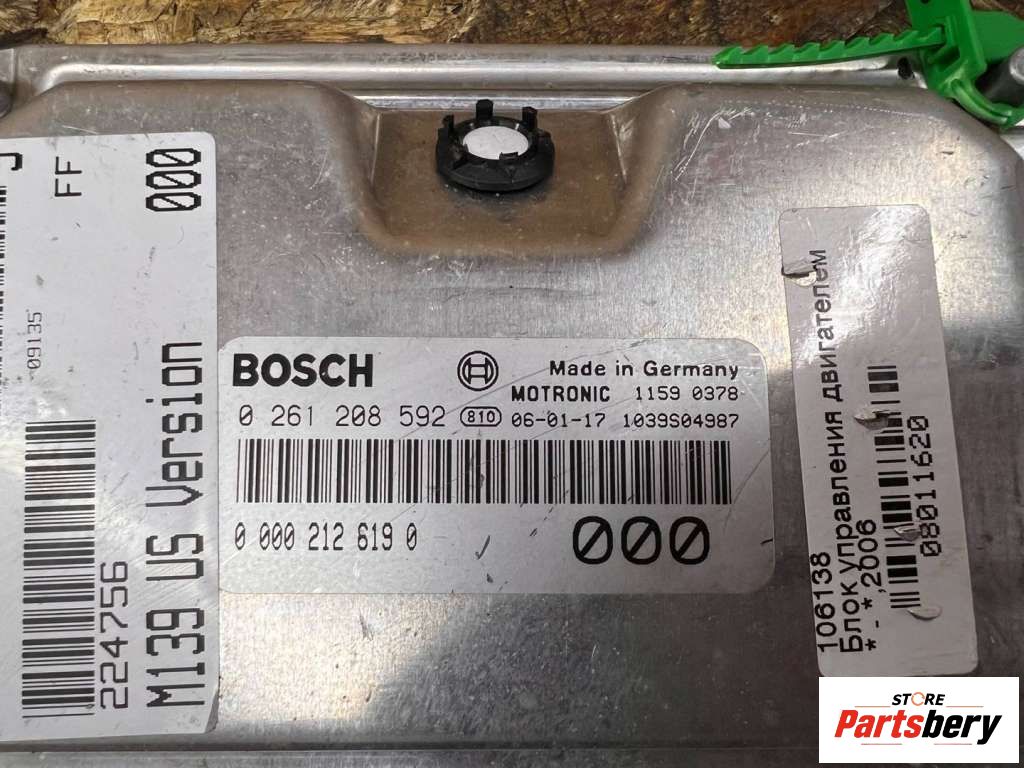 FF
000
09135
M139 US Version
2247756
BOSCH
Made in Germany
MOTRONIC 1159 0378
0 261 208 592 810 06-01-17 1039S04987
0 000 212 619 0
000
106138
Блок управления двигателем
* - *,2006
08011620
STORE
Partsbery